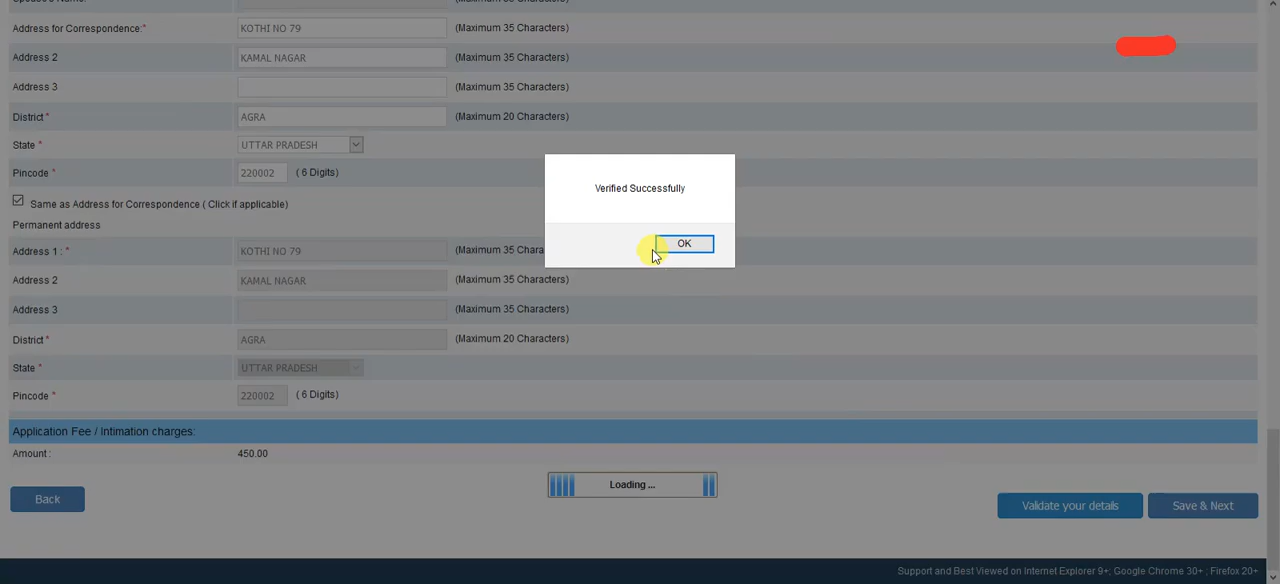 Address for Correspondence:* KOTHI NO 79 (Maximum 35 Characters)
Address 2 KAMAL NAGAR (Maximum 35 Characters)
Address 3 (Maximum 35 Characters)
District * AGRA (Maximum 20 Characters)
State * UTTAR PRADESH
Verified Successfully
Pincode * 220002 ( 6 Digits)
Same as Address for Correspondence ( Click if applicable)
Permanent address
OK
Address 1 : * KOTHI NO 79 (Maximum 35 Chara
Address 2 KAMAL NAGAR (Maximum 35 Characters)
Address 3 (Maximum 35 Characters)
District * AGRA (Maximum 20 Characters)
State * UTTAR PRADESH
Pincode * 220002 ( 6 Digits)
Application Fee / Intimation charges:
Amount : 450.00
Loading ...
Back
Validate your details Save & Next
Support and Best Viewed on Internet Explorer 9+; Google Chrome 30+ ; Firefox 20+